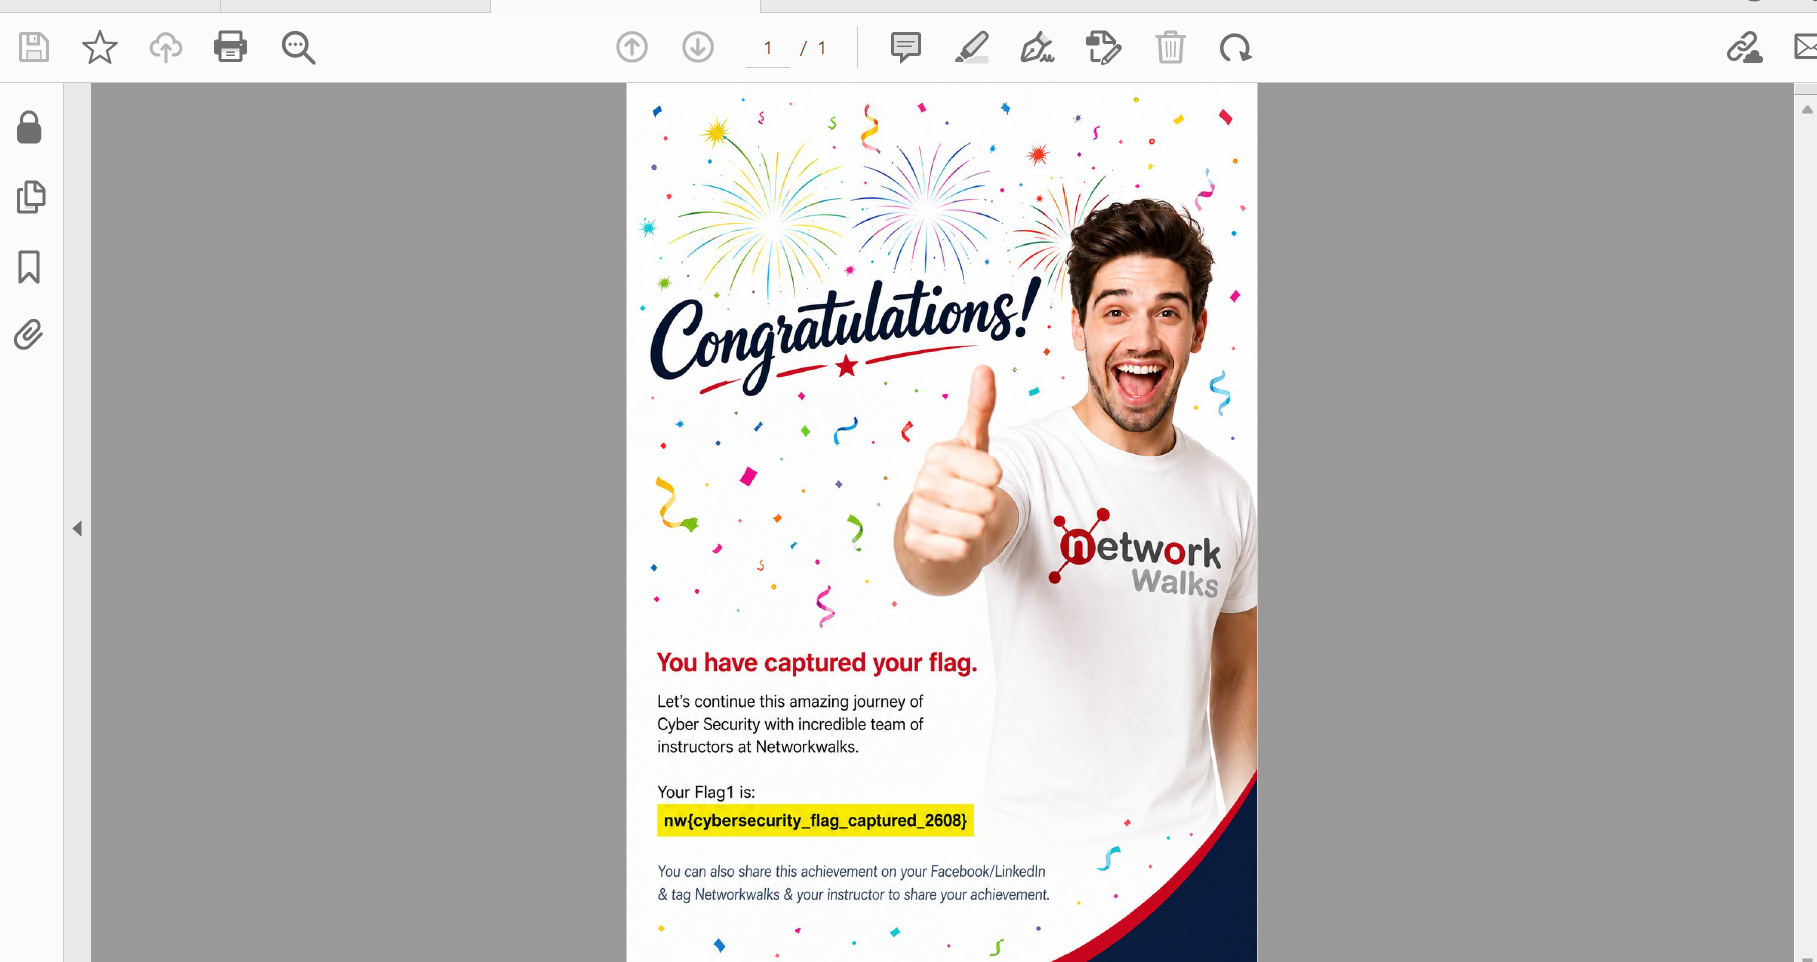 1 / 1
Congratulations!
network
Walks
You have captured your flag.
Let's continue this amazing journey of
Cyber Security with incredible team of
instructors at Networkwalks.
Your Flag1 is:
nw{cybersecurity_flag_captured_2608}
You can also share this achievement on your Facebook/LinkedIn
& tag Networkwalks & your instructor to share your achievement.